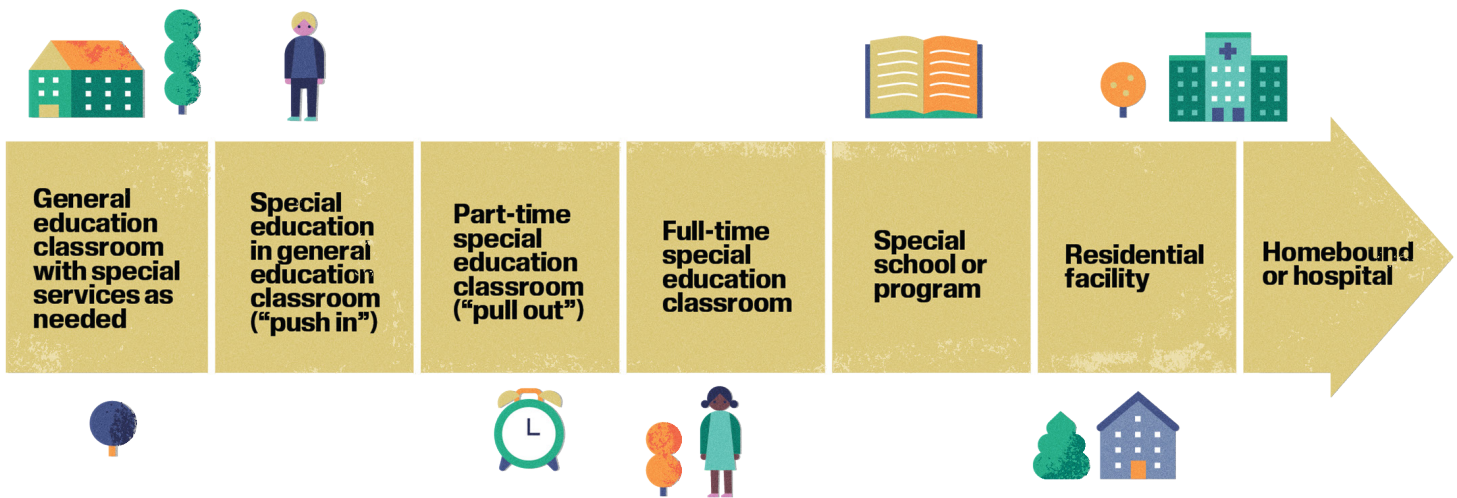 General
education
classroom
with special
services as
needed
Special
education
in general
education
classroom
(“push in”)
Part-time
special
education
classroom
(“pull out”)
Full-time
special
education
classroom
Special
school or
program
Residential
facility
Homebound
or hospital